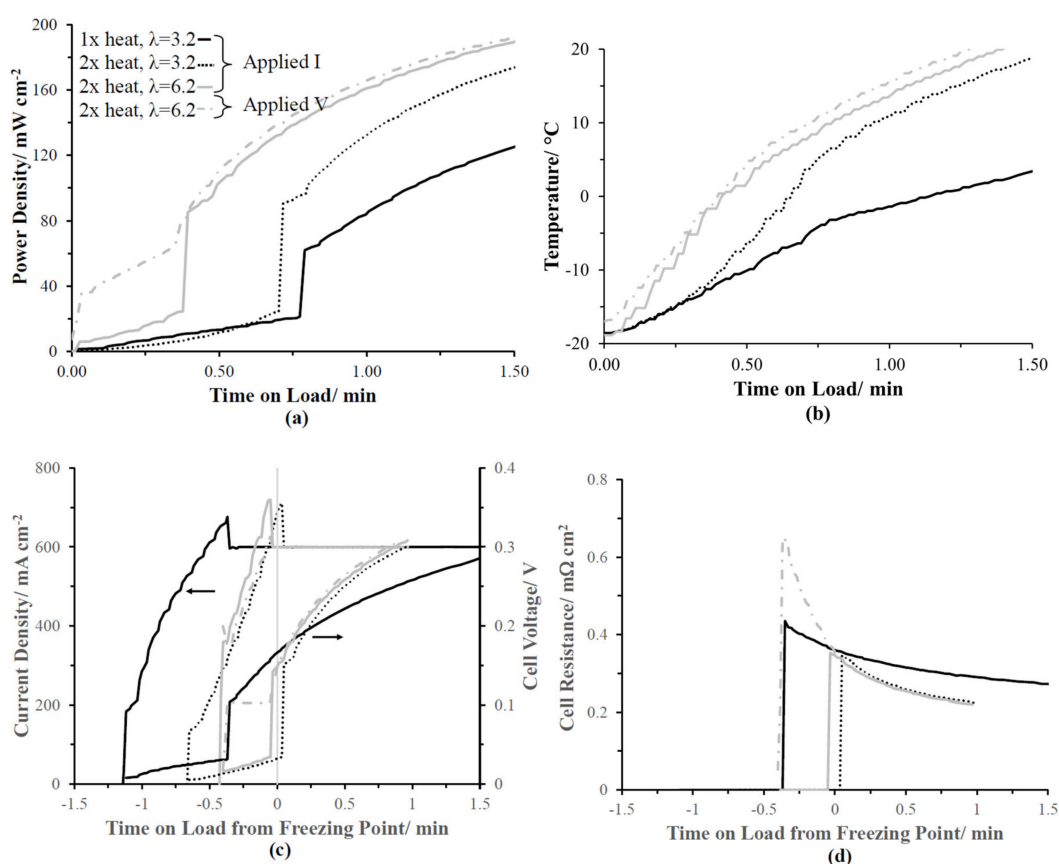 200
160
120
80
40
0
Power Density/ mW cm⁻²
1x heat, λ=3.2
2x heat, λ=3.2
2x heat, λ=6.2
2x heat, λ=6.2
Applied I
Applied V
0.00
0.50
1.00
1.50
Time on Load/ min
(a)
20
10
0
-10
-20
Temperature/ °C
0.00
0.50
1.00
1.50
Time on Load/ min
(b)
800
700
600
500
400
300
200
100
0
Current Density/ mA cm⁻²
0.4
0.3
0.2
0.1
0
Cell Voltage/ V
-1.5
-1
-0.5
0
0.5
1
1.5
Time on Load from Freezing Point/ min
(c)
0.8
0.6
0.4
0.2
0
Cell Resistance/ mΩ cm²
-1.5
-1
-0.5
0
0.5
1
1.5
Time on Load from Freezing Point/ min
(d)